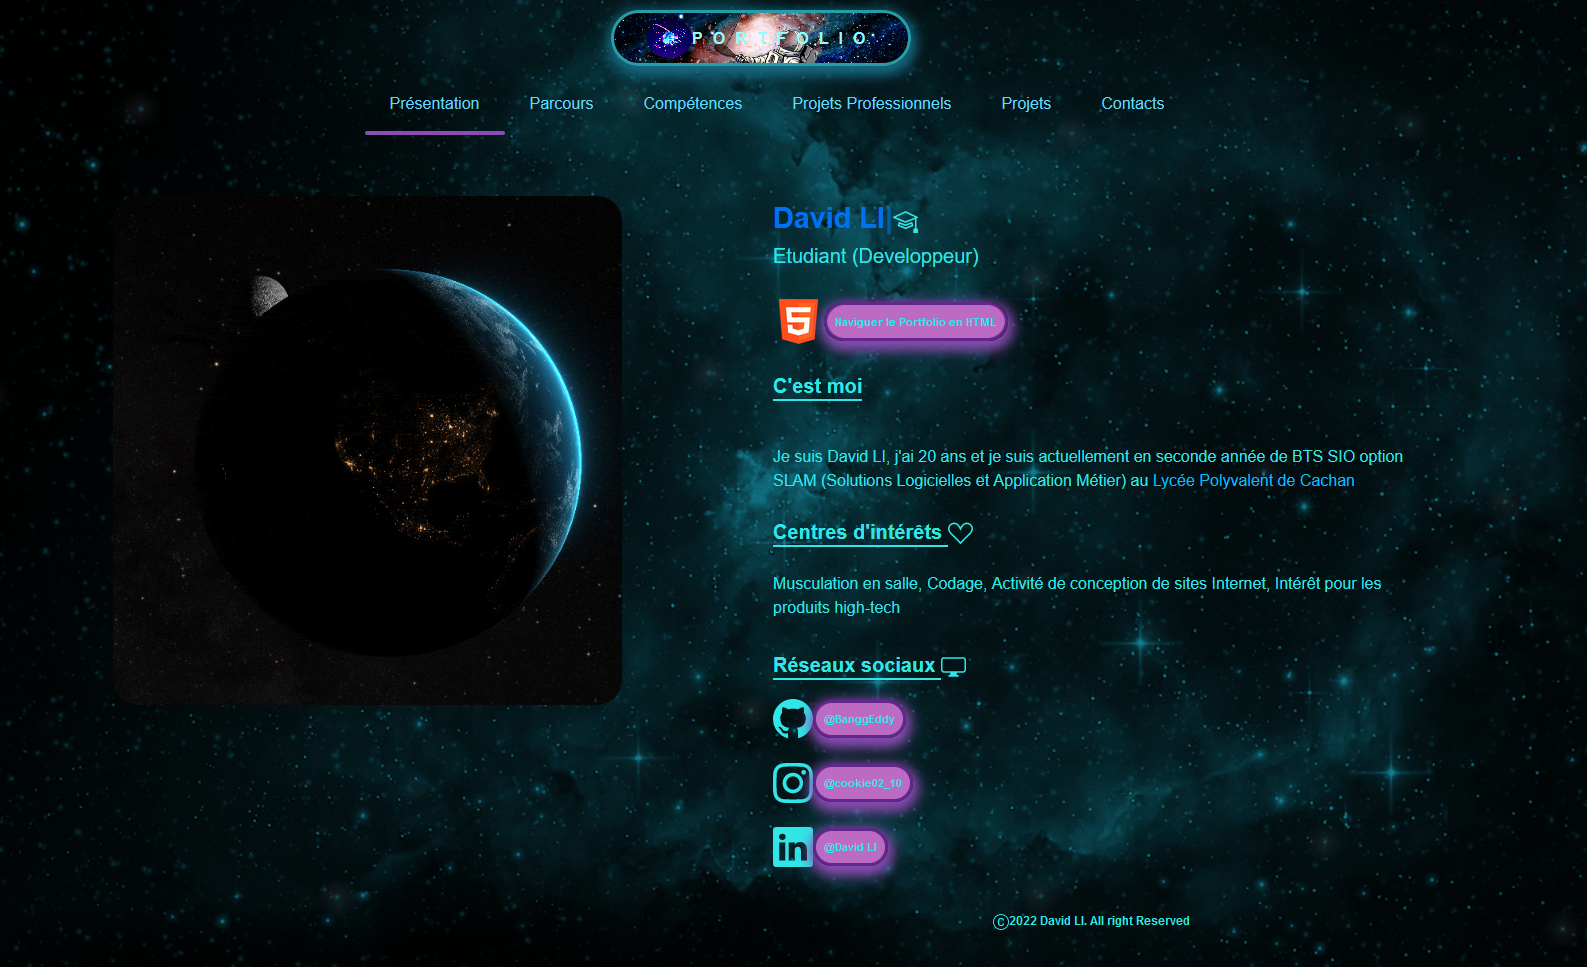 PORTFOLIO
Présentation Parcours Compétences Projets Professionnels Projets Contacts
David LI|
Etudiant (Developpeur)
Naviguer le Portfolio en HTML
C'est moi
Je suis David LI, j'ai 20 ans et je suis actuellement en seconde année de BTS SIO option
SLAM (Solutions Logicielles et Application Métier) au Lycée Polyvalent de Cachan
Centres d'intérêts
Musculation en salle, Codage, Activité de conception de sites Internet, Intérêt pour les
produits high-tech
Réseaux sociaux
@BanggEddy
@cookie02_10
@David LI
©2022 David LI. All right Reserved